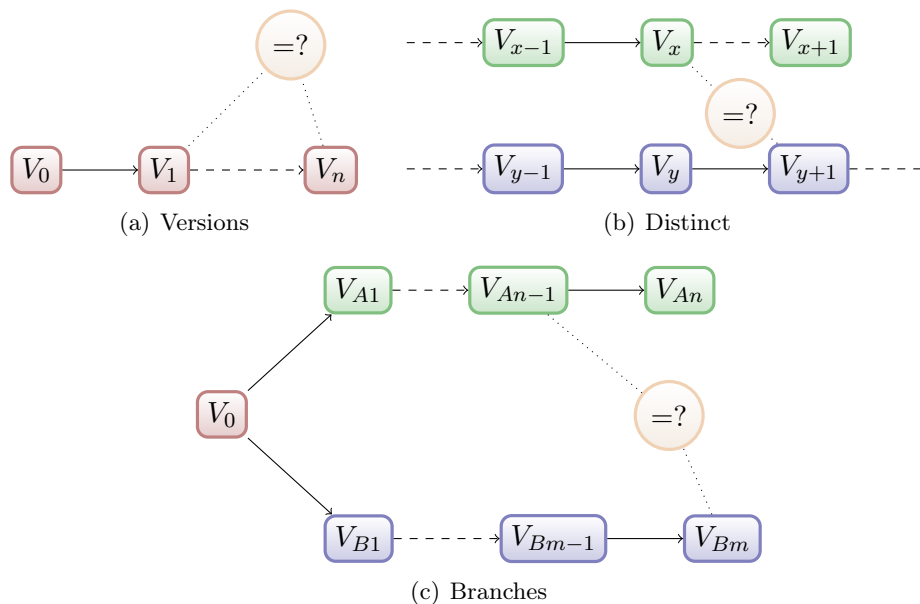 =?
V_0 V_1 V_n
(a) Versions
V_{x−1} V_x V_{x+1}
=?
V_{y−1} V_y V_{y+1}
(b) Distinct
V_{A1} V_{An−1} V_{An}
V_0 =?
V_{B1} V_{Bm−1} V_{Bm}
(c) Branches